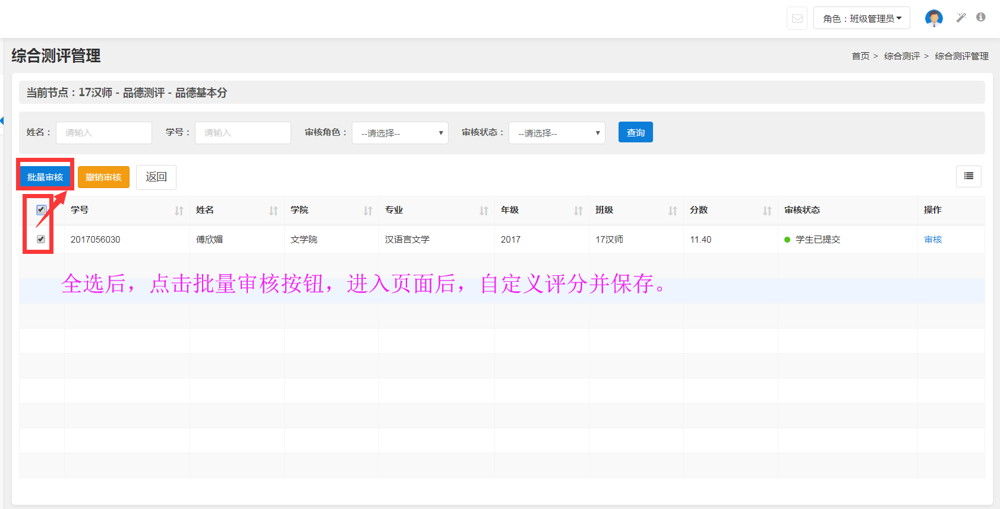 角色：班级管理员
综合测评管理
首页 > 综合测评 > 综合测评管理
当前节点：17汉师 - 品德测评 - 品德基本分
姓名： 请输入 学号： 请输入 审核角色： --请选择-- 审核状态： --请选择-- 查询
批量审核 撤销审核 返回
学号 姓名 学院 专业 年级 班级 分数 审核状态 操作
2017056030 傅欣媚 文学院 汉语言文学 2017 17汉师 11.40 学生已提交 审核
全选后，点击批量审核按钮，进入页面后，自定义评分并保存。